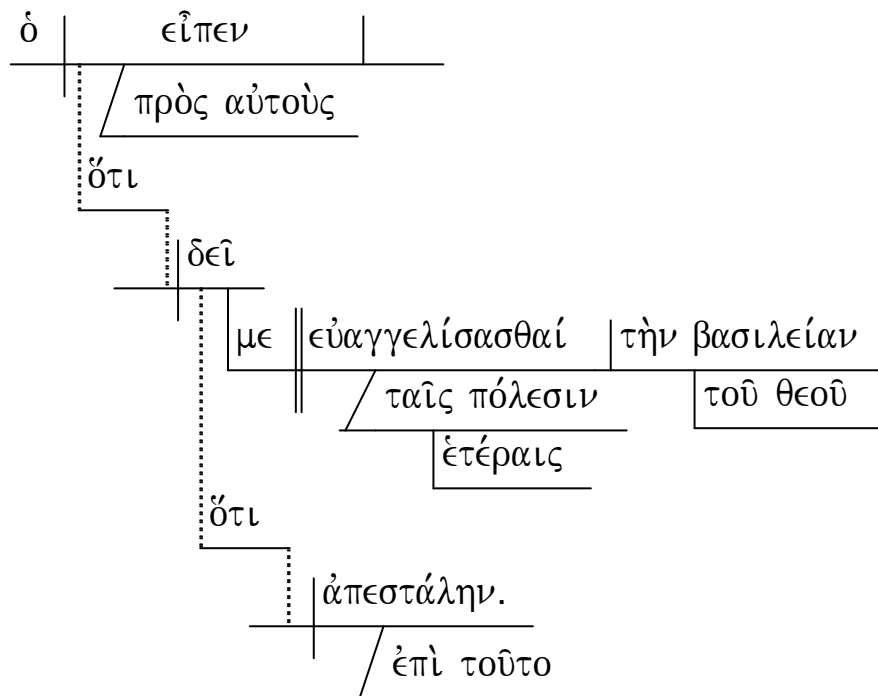 ὁ εἶπεν
πρὸς αὐτοὺς
ὅτι
δεῖ
με εὐαγγελίσασθαί τὴν βασιλείαν
ταῖς πόλεσιν τοῦ θεοῦ
ἑτέραις
ὅτι
ἀπεστάλην.
ἐπὶ τοῦτο